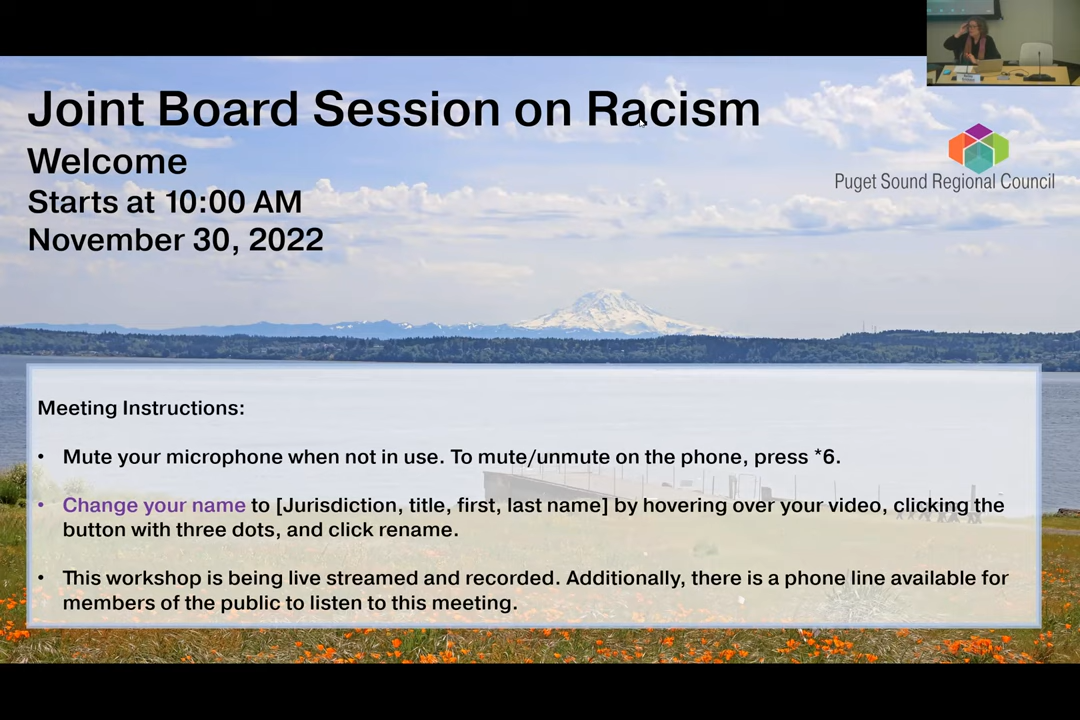 Joint Board Session on Racism
Welcome
Starts at 10:00 AM
November 30, 2022
Puget Sound Regional Council
Meeting Instructions:
• Mute your microphone when not in use. To mute/unmute on the phone, press *6.
• Change your name to [Jurisdiction, title, first, last name] by hovering over your video, clicking the
button with three dots, and click rename.
• This workshop is being live streamed and recorded. Additionally, there is a phone line available for
members of the public to listen to this meeting.